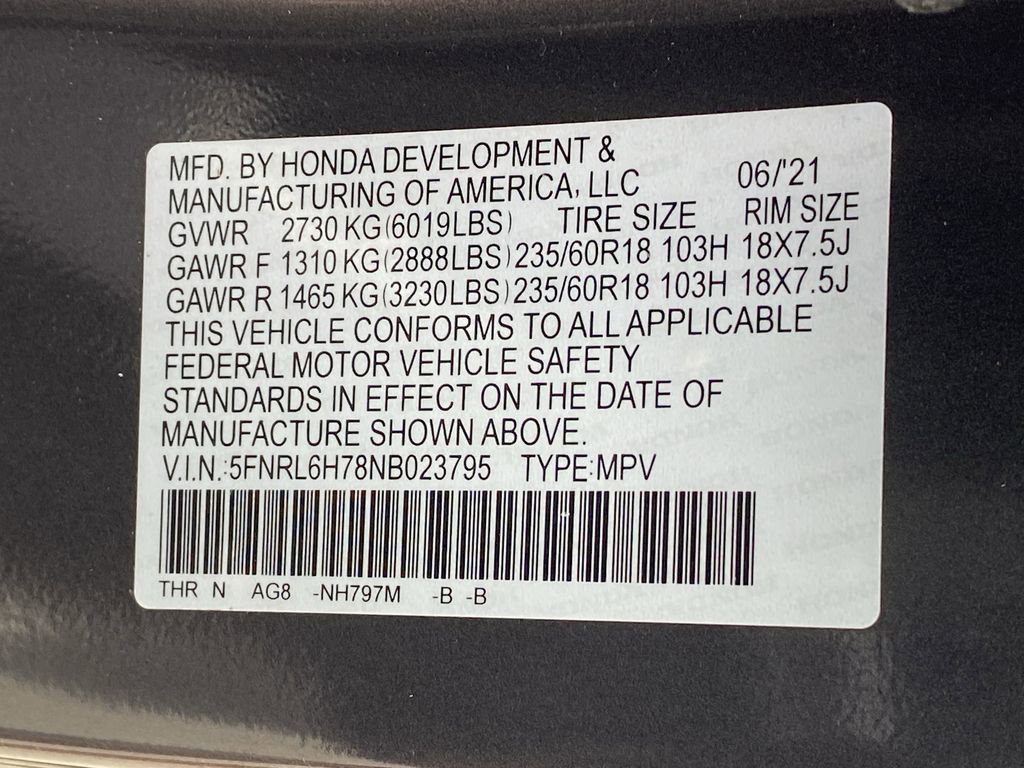 MFD. BY HONDA DEVELOPMENT &
MANUFACTURING OF AMERICA, LLC 06/'21
GVWR 2730 KG(6019LBS) TIRE SIZE RIM SIZE
GAWR F 1310 KG(2888LBS) 235/60R18 103H 18X7.5J
GAWR R 1465 KG(3230LBS) 235/60R18 103H 18X7.5J
THIS VEHICLE CONFORMS TO ALL APPLICABLE
FEDERAL MOTOR VEHICLE SAFETY
STANDARDS IN EFFECT ON THE DATE OF
MANUFACTURE SHOWN ABOVE.
V.I.N.:5FNRL6H78NB023795 TYPE:MPV
THR N AG8 -NH797M -B -B